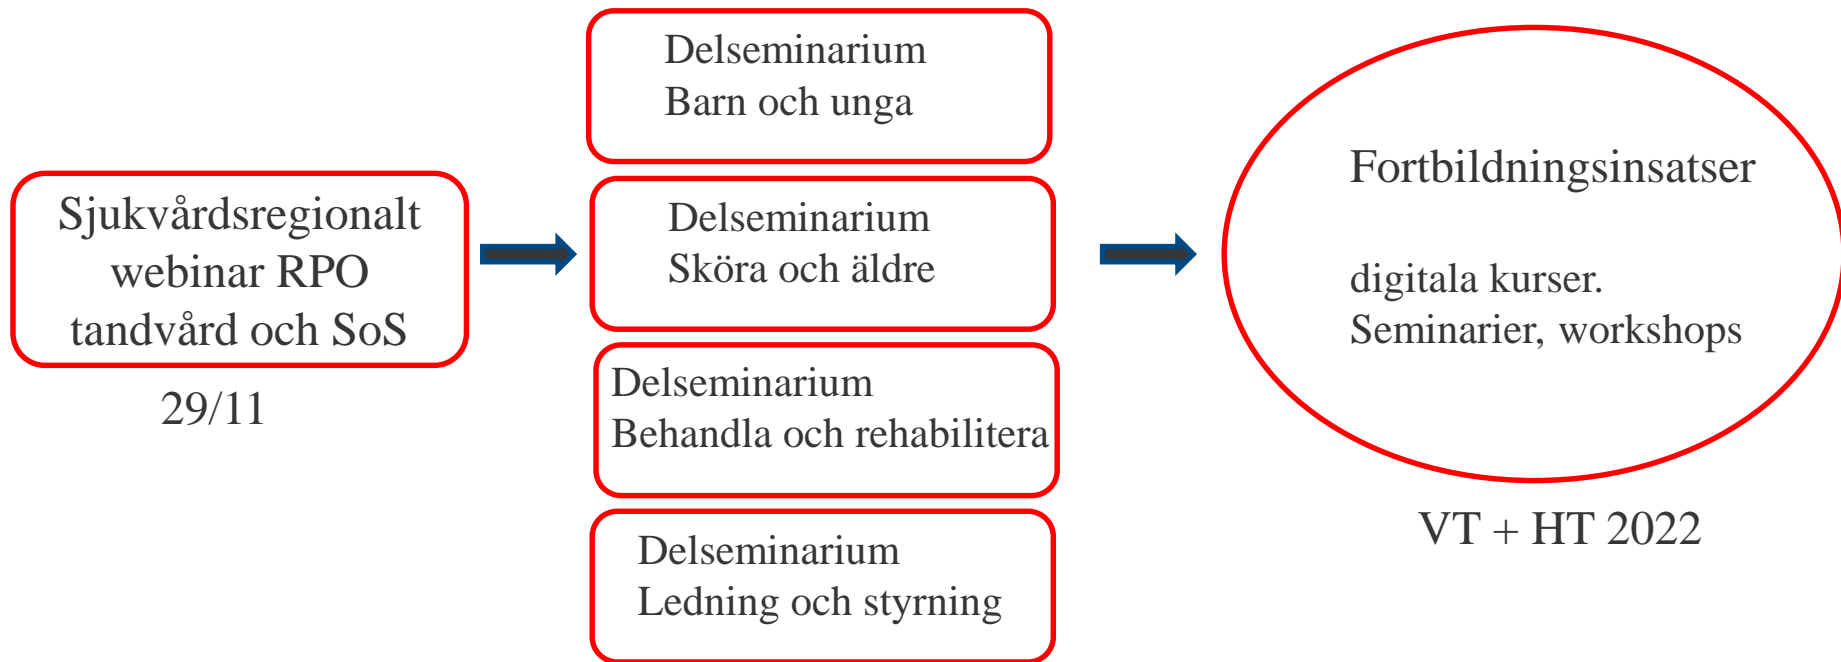 Sjukvårdsregionalt
webinar RPO
tandvård och SoS
29/11
Delseminarium
Barn och unga
Delseminarium
Sköra och äldre
Delseminarium
Behandla och rehabilitera
Delseminarium
Ledning och styrning
Fortbildningsinsatser
digitala kurser.
Seminarier, workshops
VT + HT 2022